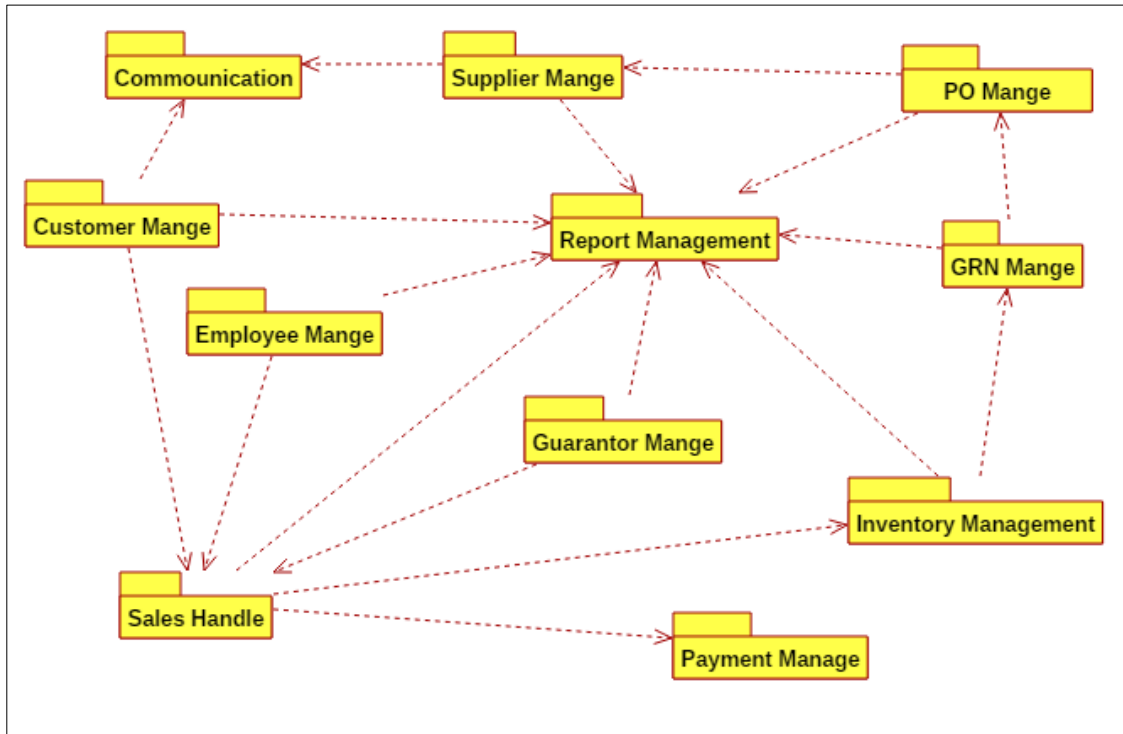 Commounication
Supplier Mange
PO Mange
Customer Mange
Report Management
GRN Mange
Employee Mange
Guarantor Mange
Inventory Management
Sales Handle
Payment Manage